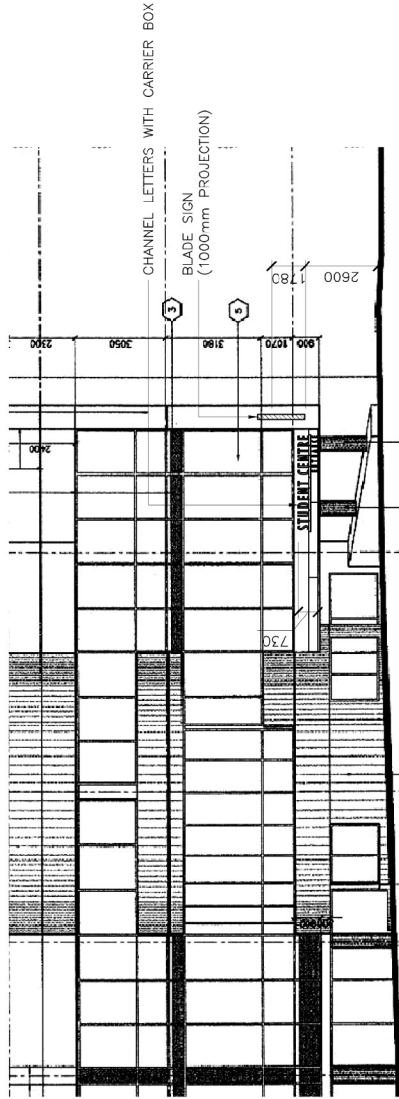 CHANNEL LETTERS WITH CARRIER BOX
BLADE SIGN
(1000mm PROJECTION)
2300
3050
3180
1070
900
3
5
1780
2600
2400
STUDENT CENTRE
730